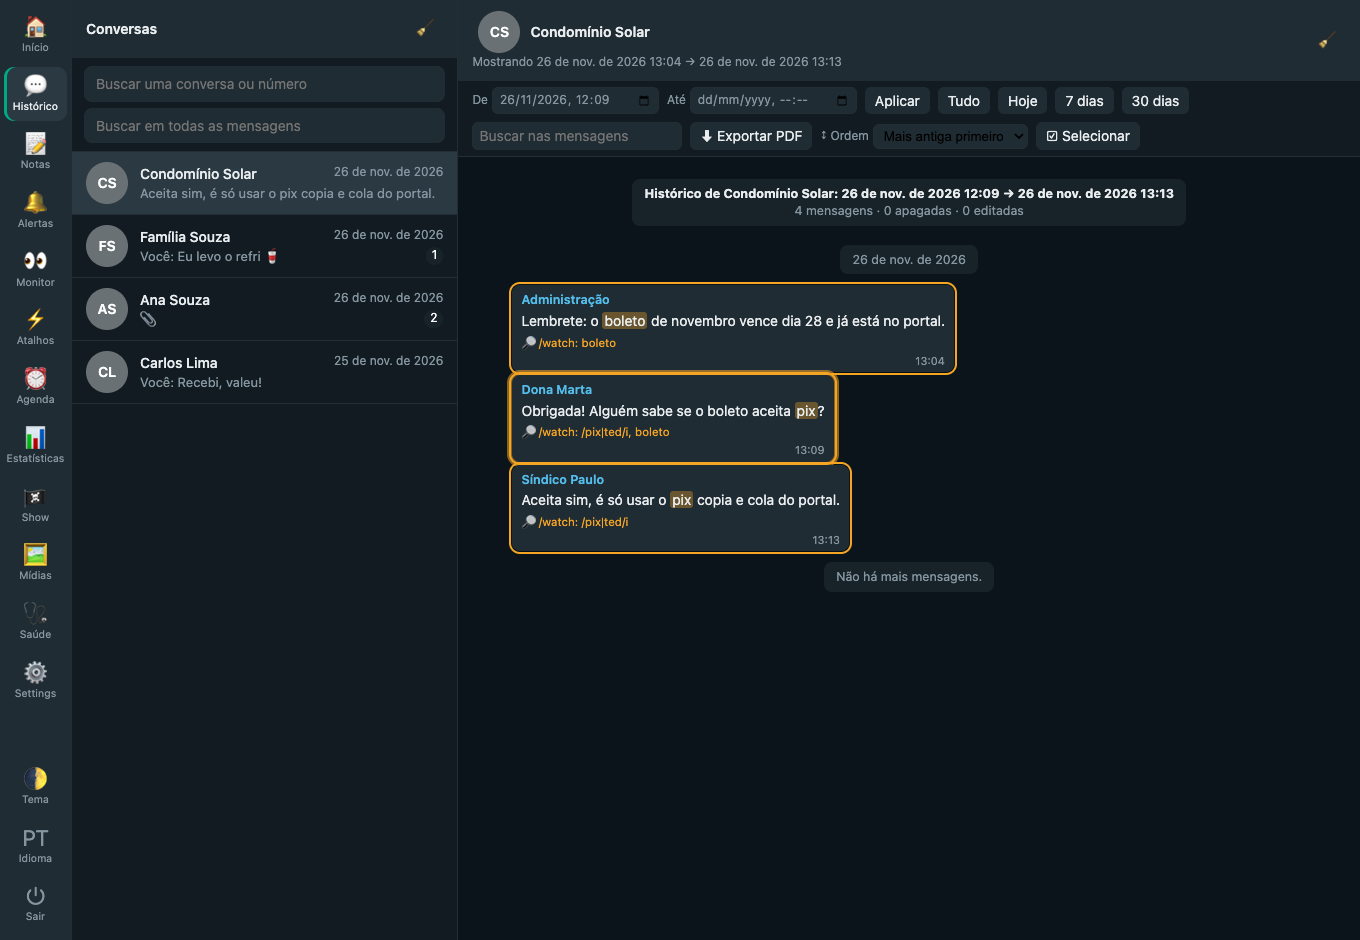 Início
Histórico
Notas
Alertas
Monitor
Atalhos
Agenda
Estatísticas
Show
Mídias
Saúde
Settings
Tema
PT
Idioma
Sair
Conversas
Buscar uma conversa ou número
Buscar em todas as mensagens
CS
Condomínio Solar
26 de nov. de 2026
Aceita sim, é só usar o pix copia e cola do portal.
FS
Família Souza
26 de nov. de 2026
Você: Eu levo o refri
1
AS
Ana Souza
26 de nov. de 2026
2
CL
Carlos Lima
25 de nov. de 2026
Você: Recebi, valeu!
CS
Condomínio Solar
Mostrando 26 de nov. de 2026 13:04 → 26 de nov. de 2026 13:13
De 26/11/2026, 12:09 Até dd/mm/yyyy, --:-- Aplicar Tudo Hoje 7 dias 30 dias
Buscar nas mensagens Exportar PDF Ordem Mais antiga primeiro Selecionar
Histórico de Condomínio Solar: 26 de nov. de 2026 12:09 → 26 de nov. de 2026 13:13
4 mensagens · 0 apagadas · 0 editadas
26 de nov. de 2026
Administração
Lembrete: o boleto de novembro vence dia 28 e já está no portal.
/watch: boleto
13:04
Dona Marta
Obrigada! Alguém sabe se o boleto aceita pix?
/watch: /pix|ted/i, boleto
13:09
Síndico Paulo
Aceita sim, é só usar o pix copia e cola do portal.
/watch: /pix|ted/i
13:13
Não há mais mensagens.